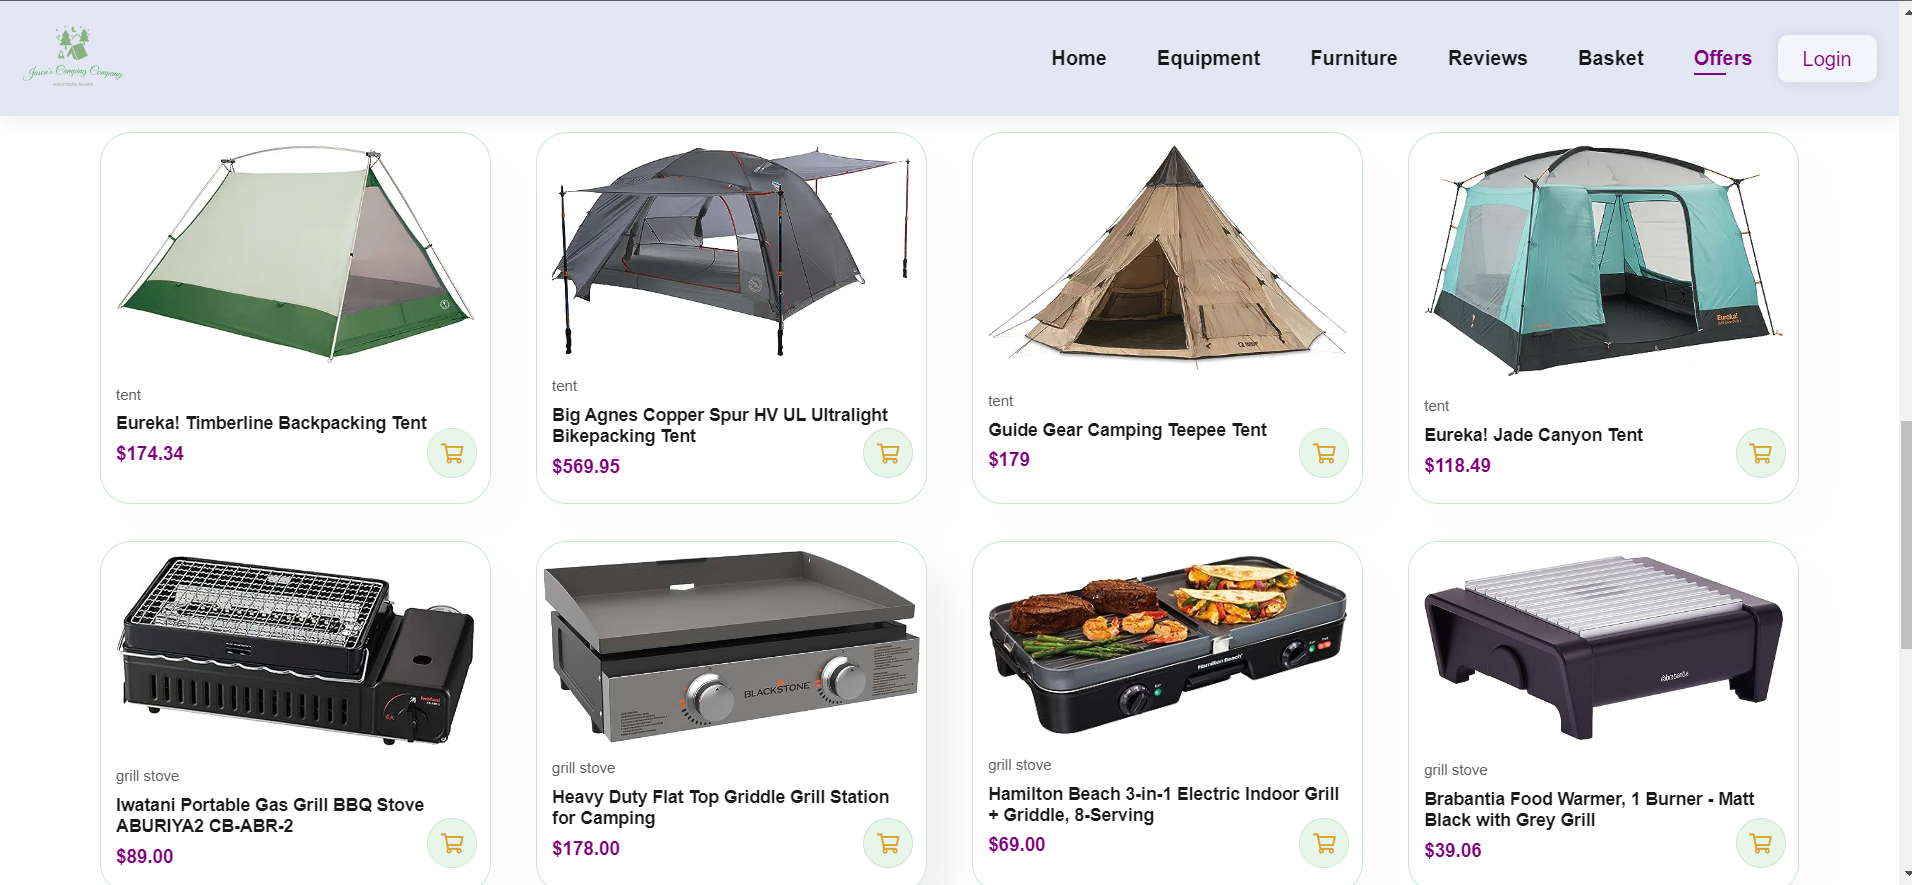 Jason's Camping Company
Home
Equipment
Furniture
Reviews
Basket
Offers
Login
tent
Eureka! Timberline Backpacking Tent
$174.34
tent
Big Agnes Copper Spur HV UL Ultralight
Bikepacking Tent
$569.95
tent
Guide Gear Camping Teepee Tent
$179
Eureka!
tent
Eureka! Jade Canyon Tent
$118.49
grill stove
Iwatani Portable Gas Grill BBQ Stove
ABURIYA2 CB-ABR-2
$89.00
BLACKSTONE
grill stove
Heavy Duty Flat Top Griddle Grill Station
for Camping
$178.00
Hamilton Beach
grill stove
Hamilton Beach 3-in-1 Electric Indoor Grill
+ Griddle, 8-Serving
$69.00
brabantia
grill stove
Brabantia Food Warmer, 1 Burner - Matt
Black with Grey Grill
$39.06